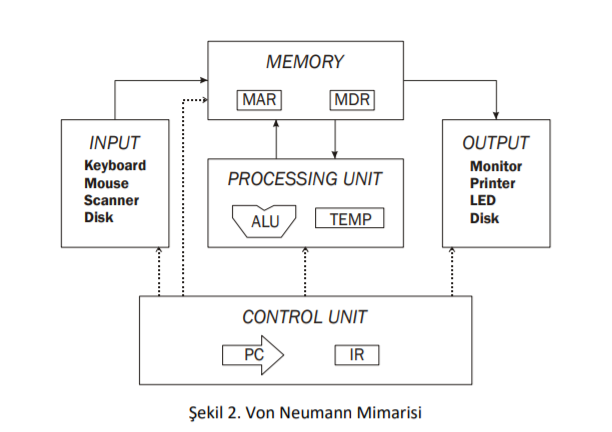 MEMORY
MAR
MDR
INPUT
Keyboard
Mouse
Scanner
Disk
PROCESSING UNIT
ALU
TEMP
OUTPUT
Monitor
Printer
LED
Disk
CONTROL UNIT
PC
IR
Şekil 2. Von Neumann Mimarisi